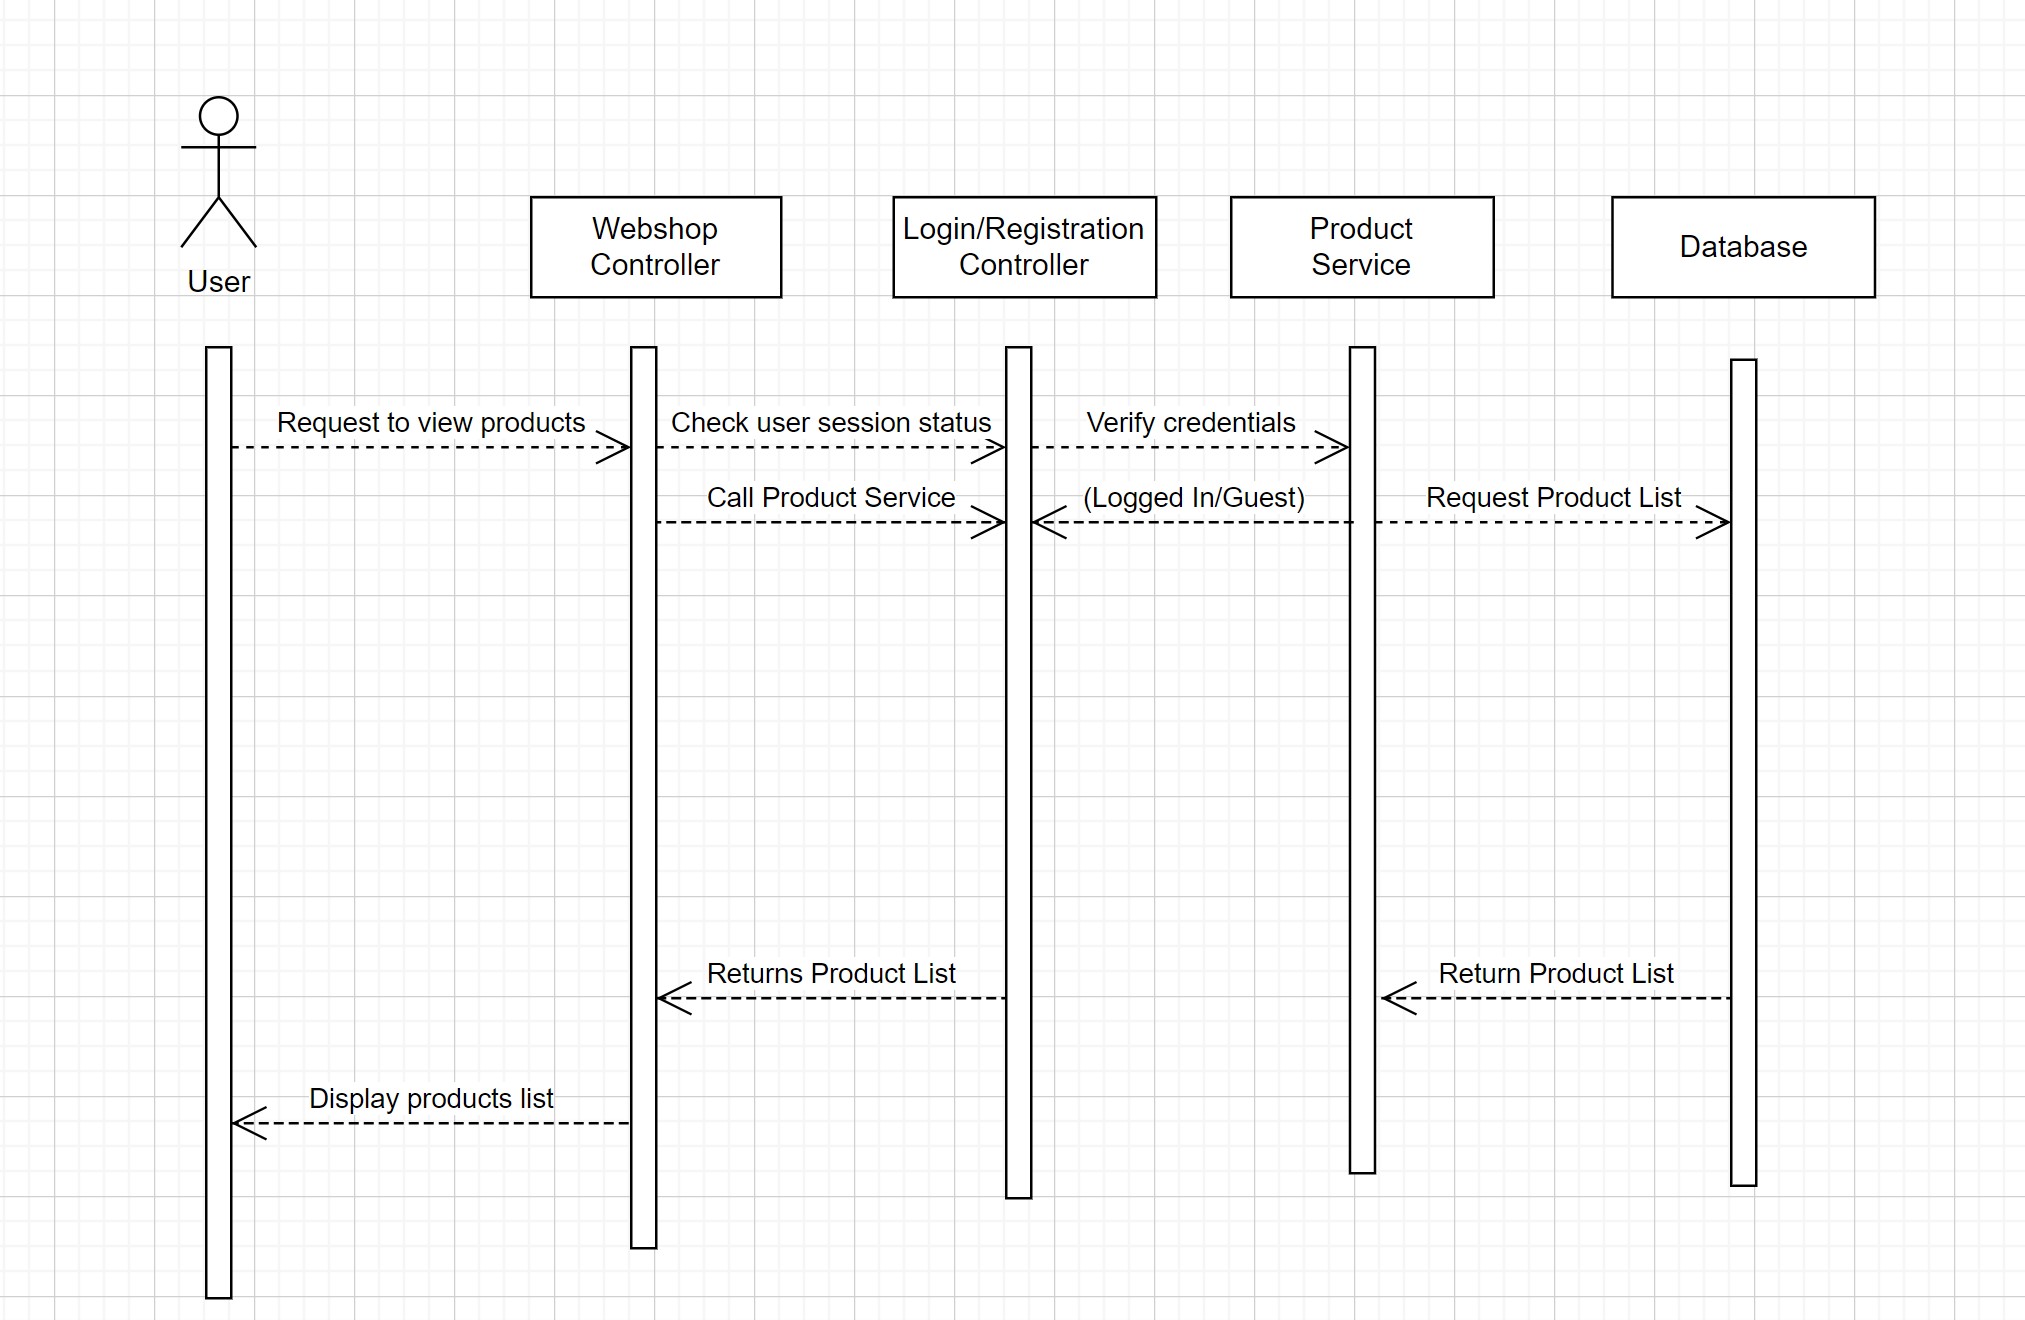 User
Webshop
Controller
Login/Registration
Controller
Product
Service
Database
Request to view products
Check user session status
Verify credentials
Call Product Service
(Logged In/Guest)
Request Product List
Returns Product List
Return Product List
Display products list